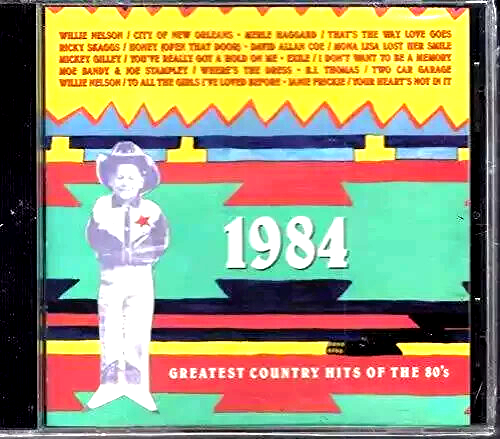 WILLIE NELSON / CITY OF NEW ORLEANS · MERLE HAGGARD / THAT'S THE WAY LOVE GOES
RICKY SKAGGS / HONEY (OPEN THAT DOOR) · DAVID ALLAN COE / MONA LISA LOST HER SMILE
MICKEY GILLEY / YOU'VE REALLY GOT A HOLD ON ME · EXILE / I DON'T WANT TO BE A MEMORY
MOE BANDY & JOE STAMPLEY / WHERE'S THE DRESS · B.J. THOMAS / TWO CAR GARAGE
WILLIE NELSON / TO ALL THE GIRLS I'VE LOVED BEFORE · JANIE FRICKIE / YOUR HEART'S NOT IN IT
1984
GREATEST COUNTRY HITS OF THE 80's